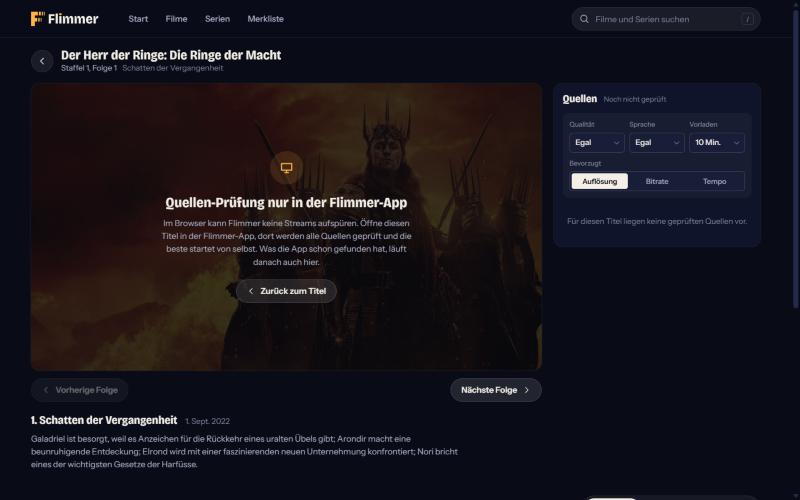 Flimmer
Start
Filme
Serien
Merkliste
Filme und Serien suchen
/
Der Herr der Ringe: Die Ringe der Macht
Staffel 1, Folge 1 · Schatten der Vergangenheit
Quellen-Prüfung nur in der Flimmer-App
Im Browser kann Flimmer keine Streams aufspüren. Öffne diesen
Titel in der Flimmer-App, dort werden alle Quellen geprüft und die
beste startet von selbst. Was die App schon gefunden hat, läuft
danach auch hier.
Zurück zum Titel
Vorherige Folge
Nächste Folge
1. Schatten der Vergangenheit
1. Sept. 2022
Galadriel ist besorgt, weil es Anzeichen für die Rückkehr eines uralten Übels gibt; Arondir macht eine
beunruhigende Entdeckung; Elrond wird mit einer faszinierenden neuen Unternehmung konfrontiert; Nori bricht
eines der wichtigsten Gesetze der Harfüsse.
Quellen
Noch nicht geprüft
Qualität
Sprache
Vorladen
Egal
Egal
10 Min.
Bevorzugt
Auflösung
Bitrate
Tempo
Für diesen Titel liegen keine geprüften Quellen vor.